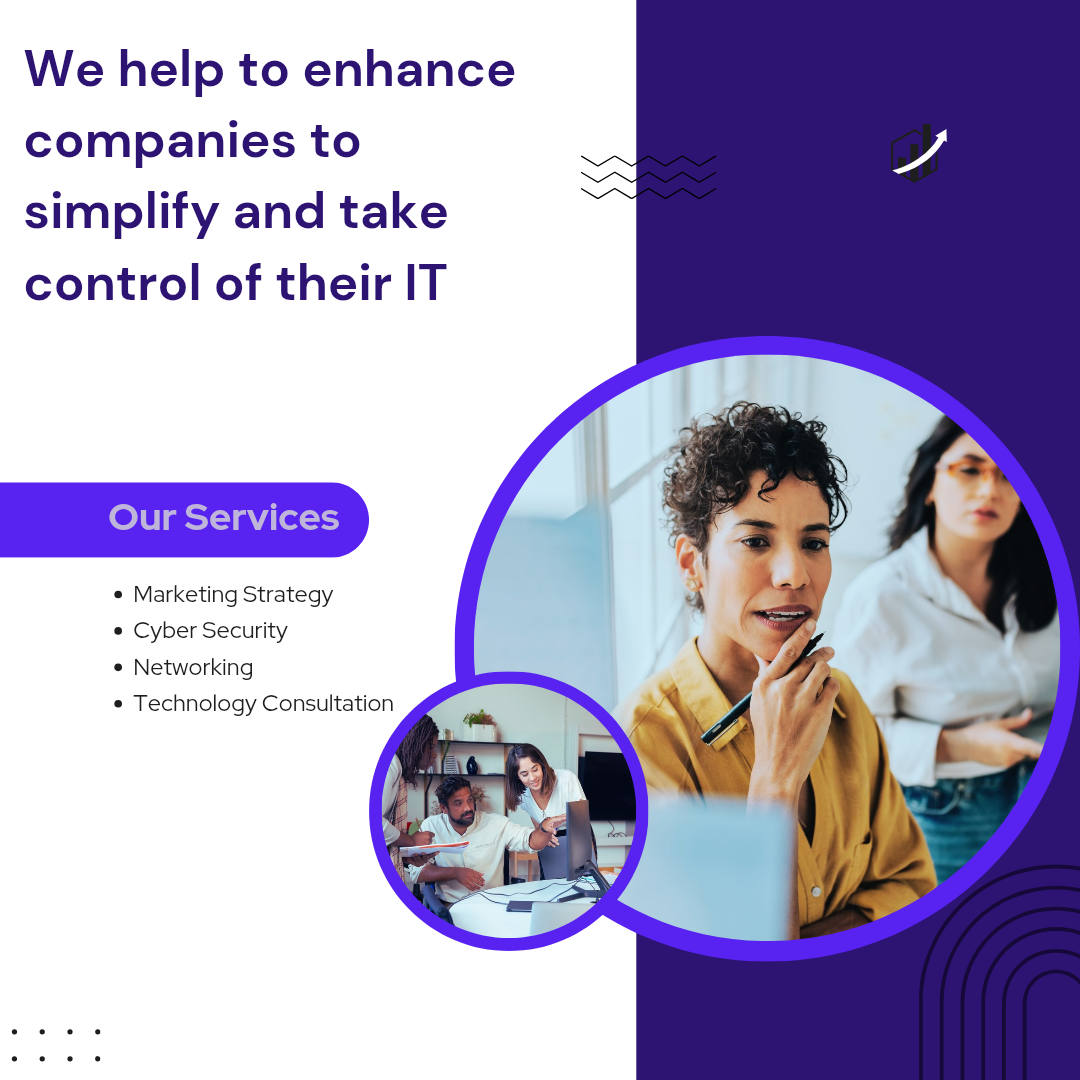 We help to enhance
companies to
simplify and take
control of their IT
Our Services
Marketing Strategy
Cyber Security
Networking
Technology Consultation